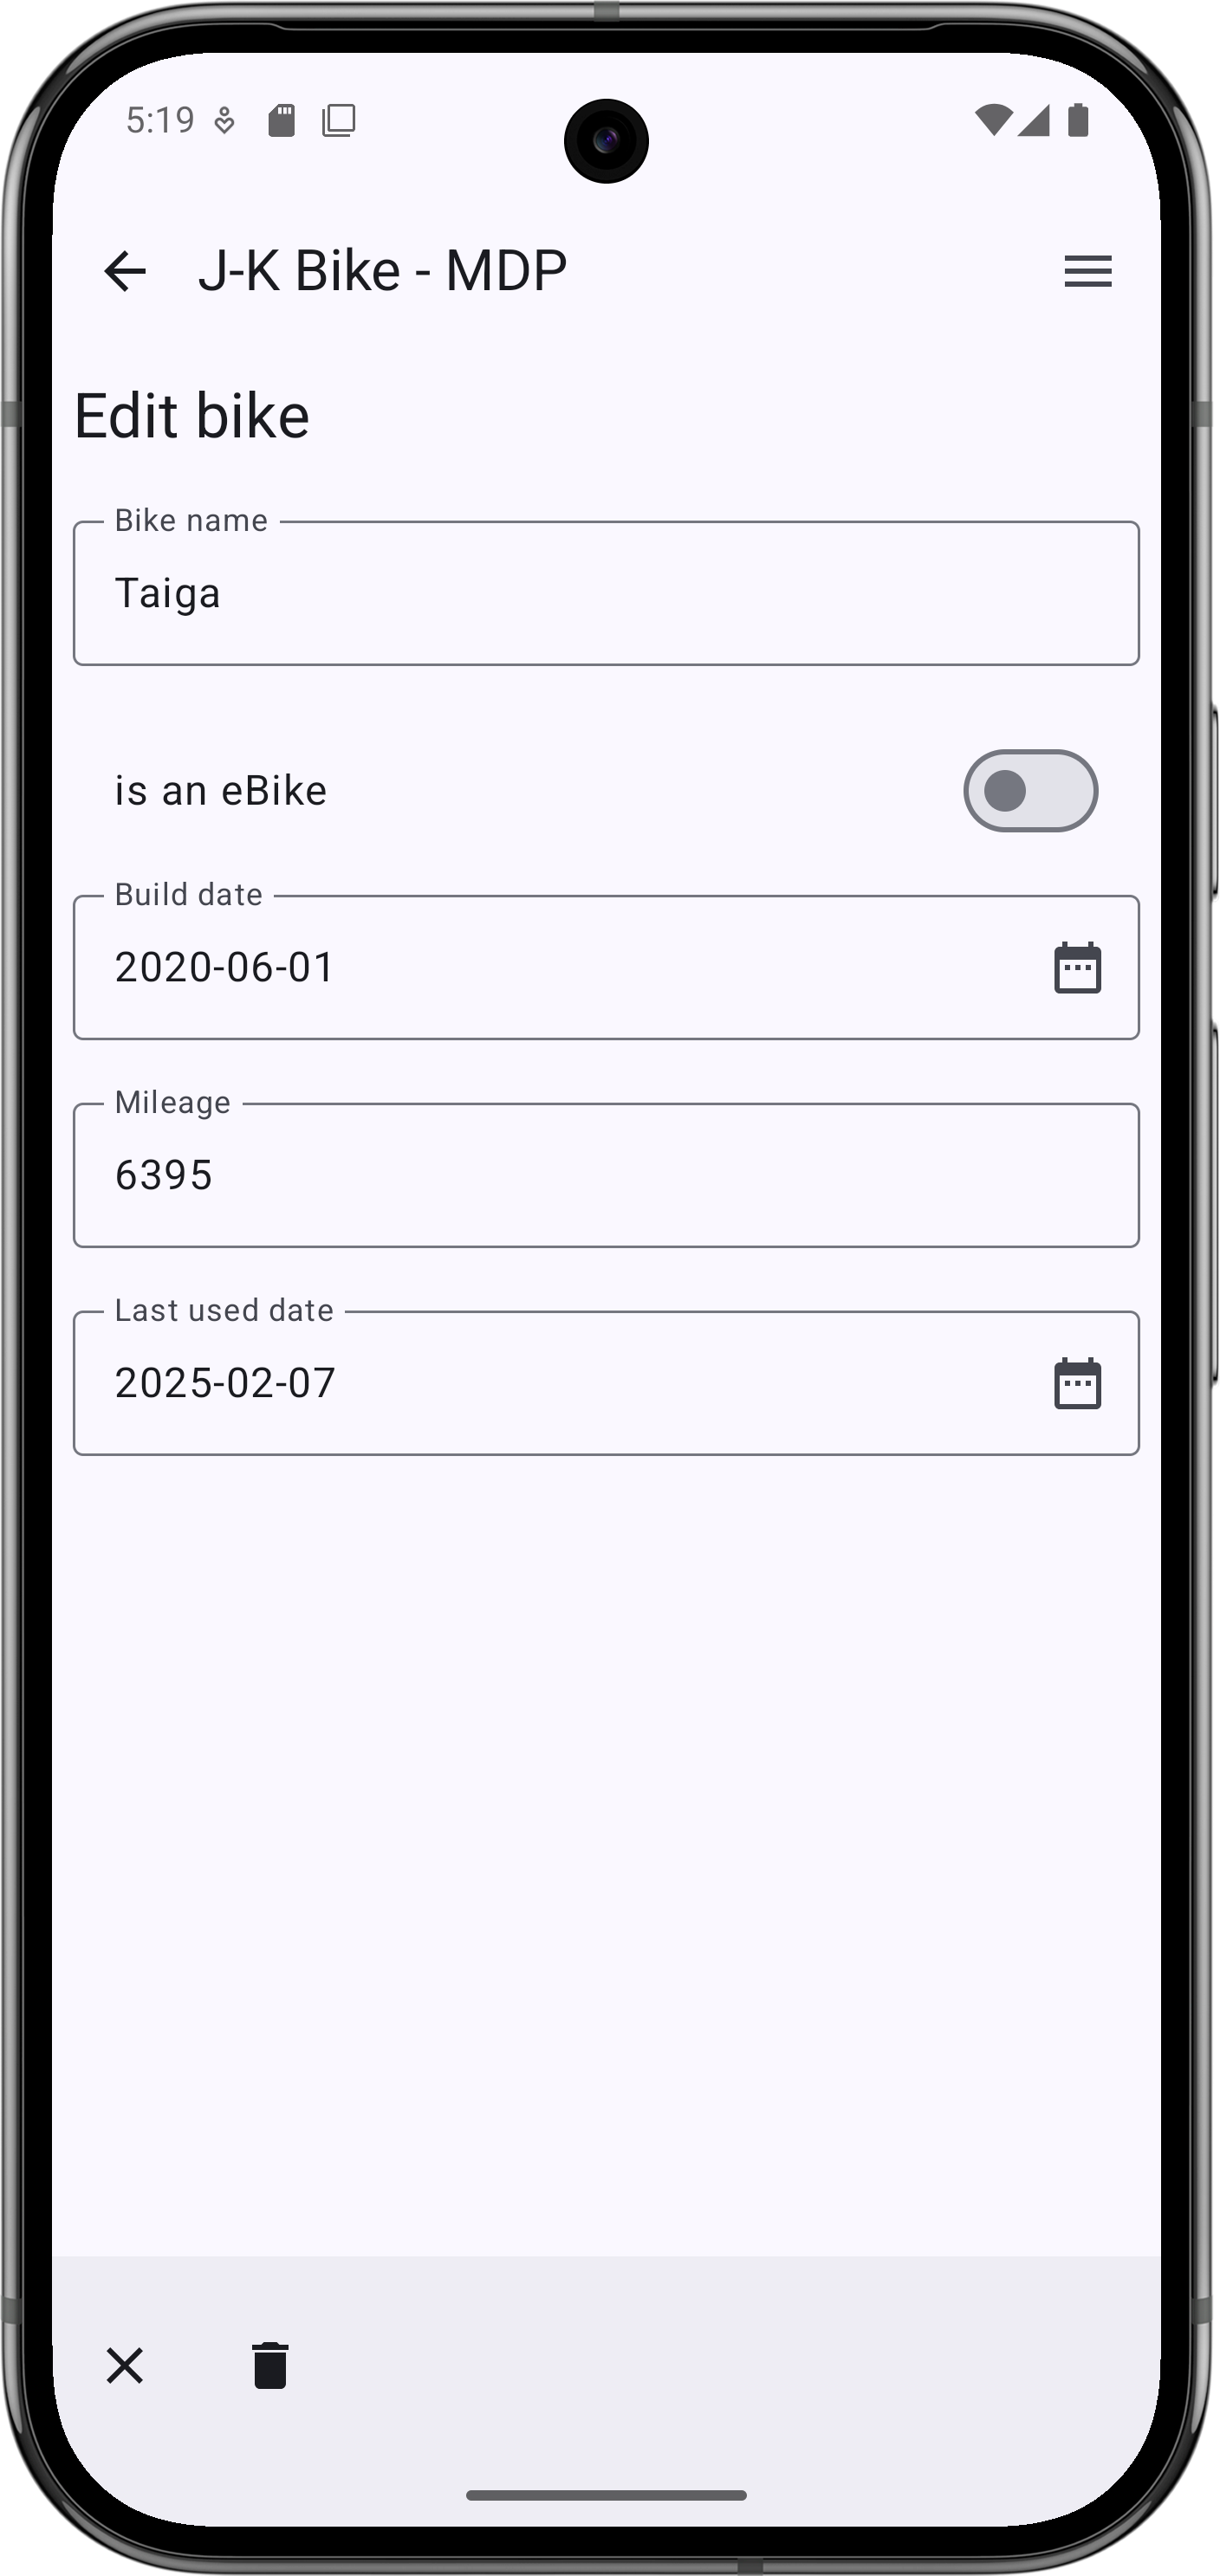 5:19
J-K Bike - MDP
Edit bike
Bike name
Taiga
is an eBike
Build date
2020-06-01
Mileage
6395
Last used date
2025-02-07